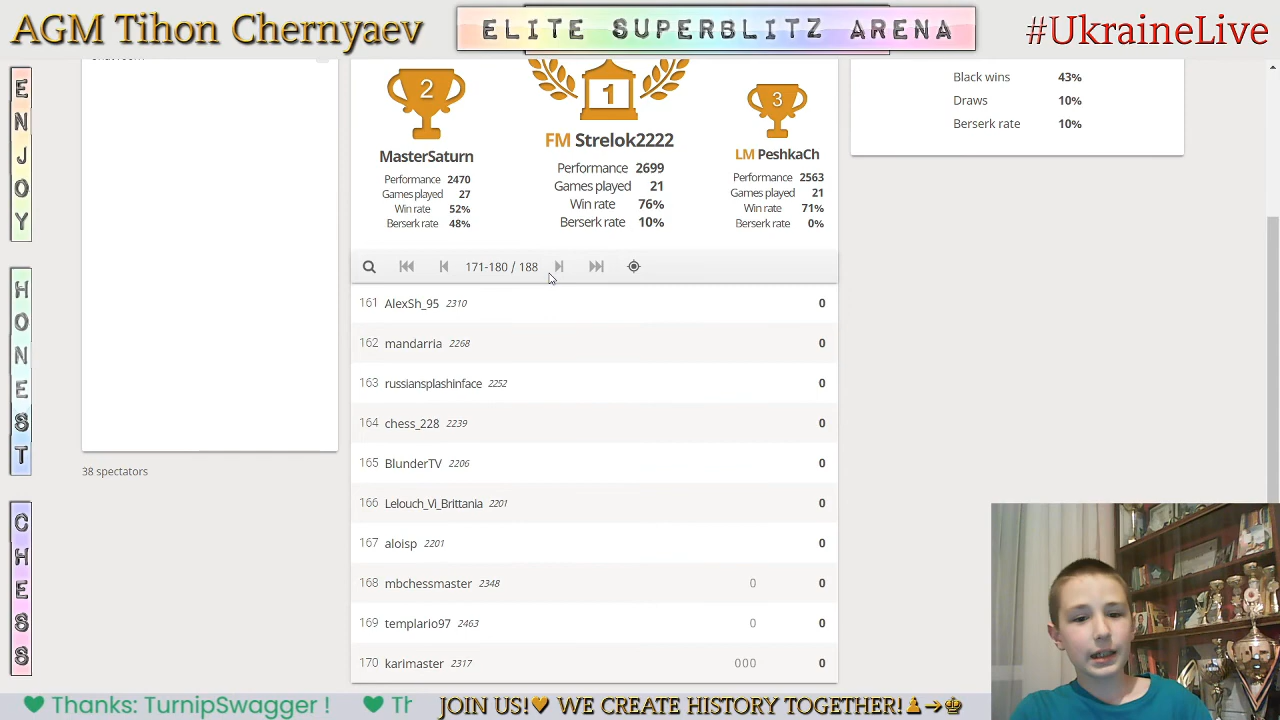 AGM Tihon Chernyaev
ELITE SUPERBLITZ ARENA
#UkraineLive
ENJOY
HONEST
CHESS
2
MasterSaturn
Performance 2470
Games played 27
Win rate 52%
Berserk rate 48%
1
FM Strelok2222
Performance 2699
Games played 21
Win rate 76%
Berserk rate 10%
3
LM PeshkaCh
Performance 2563
Games played 21
Win rate 71%
Berserk rate 0%
Black wins 43%
Draws 10%
Berserk rate 10%
171-180 / 188
161 AlexSh_95 2310 0
162 mandarria 2268 0
163 russiansplashinface 2252 0
164 chess_228 2239 0
165 BlunderTV 2206 0
166 Lelouch_Vi_Brittania 2201 0
167 aloisp 2201 0
168 mbchessmaster 2348 0 0
169 templario97 2463 0 0
170 karimaster 2317 000 0
38 spectators
Thanks: TurnipSwagger ! Th
JOIN US! WE CREATE HISTORY TOGETHER!